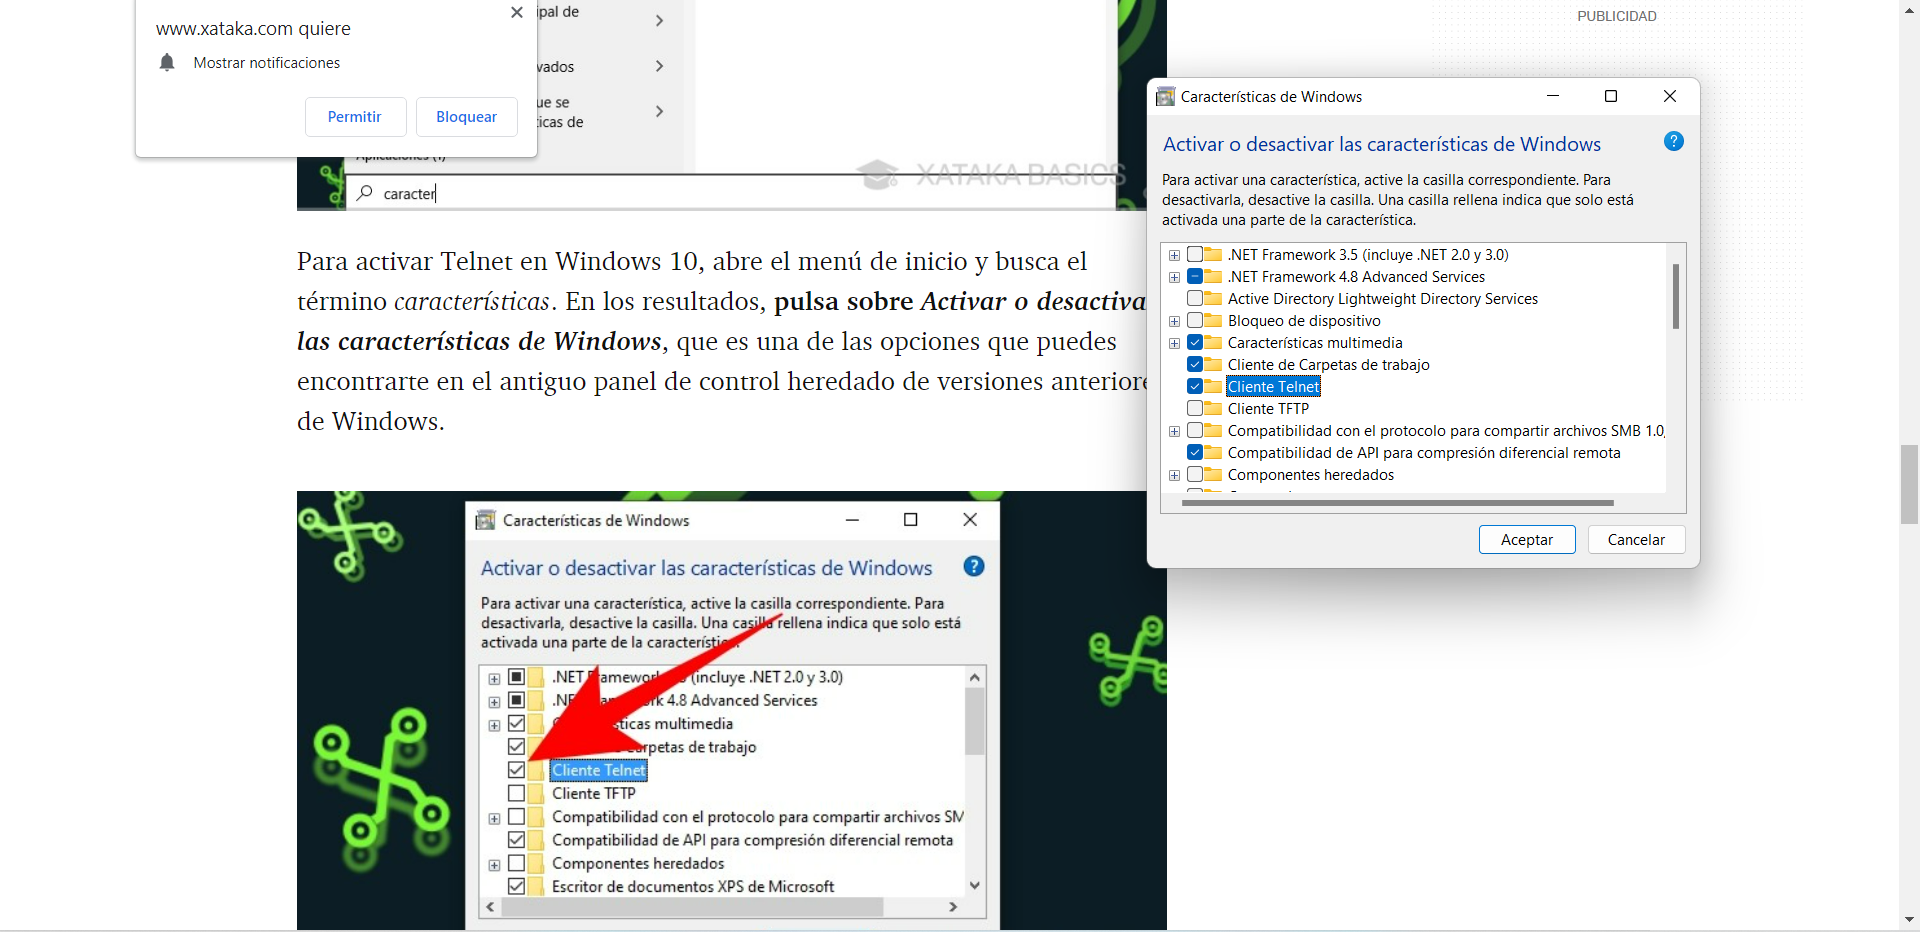 www.xataka.com quiere
Mostrar notificaciones
Permitir
Bloquear
ipal de
vados
ue se
icas de
caracter
XATAKA BASICS
Para activar Telnet en Windows 10, abre el menú de inicio y busca el
término características. En los resultados, pulsa sobre Activar o desactiva
las características de Windows, que es una de las opciones que puedes
encontrarte en el antiguo panel de control heredado de versiones anteriore
de Windows.
Características de Windows
Activar o desactivar las características de Windows
?
Para activar una característica, active la casilla correspondiente. Para
desactivarla, desactive la casilla. Una casilla rellena indica que solo está
activada una parte de la característic
.NET Framewor (incluye .NET 2.0 y 3.0)
.NE rk 4.8 Advanced Services
sticas multimedia
arpetas de trabajo
Cliente Telnet
Cliente TFTP
Compatibilidad con el protocolo para compartir archivos SM
Compatibilidad de API para compresión diferencial remota
Componentes heredados
Escritor de documentos XPS de Microsoft
PUBLICIDAD
Características de Windows
Activar o desactivar las características de Windows
?
Para activar una característica, active la casilla correspondiente. Para
desactivarla, desactive la casilla. Una casilla rellena indica que solo está
activada una parte de la característica.
.NET Framework 3.5 (incluye .NET 2.0 y 3.0)
.NET Framework 4.8 Advanced Services
Active Directory Lightweight Directory Services
Bloqueo de dispositivo
Características multimedia
Cliente de Carpetas de trabajo
Cliente Telnet
Cliente TFTP
Compatibilidad con el protocolo para compartir archivos SMB 1.0,
Compatibilidad de API para compresión diferencial remota
Componentes heredados
Aceptar
Cancelar